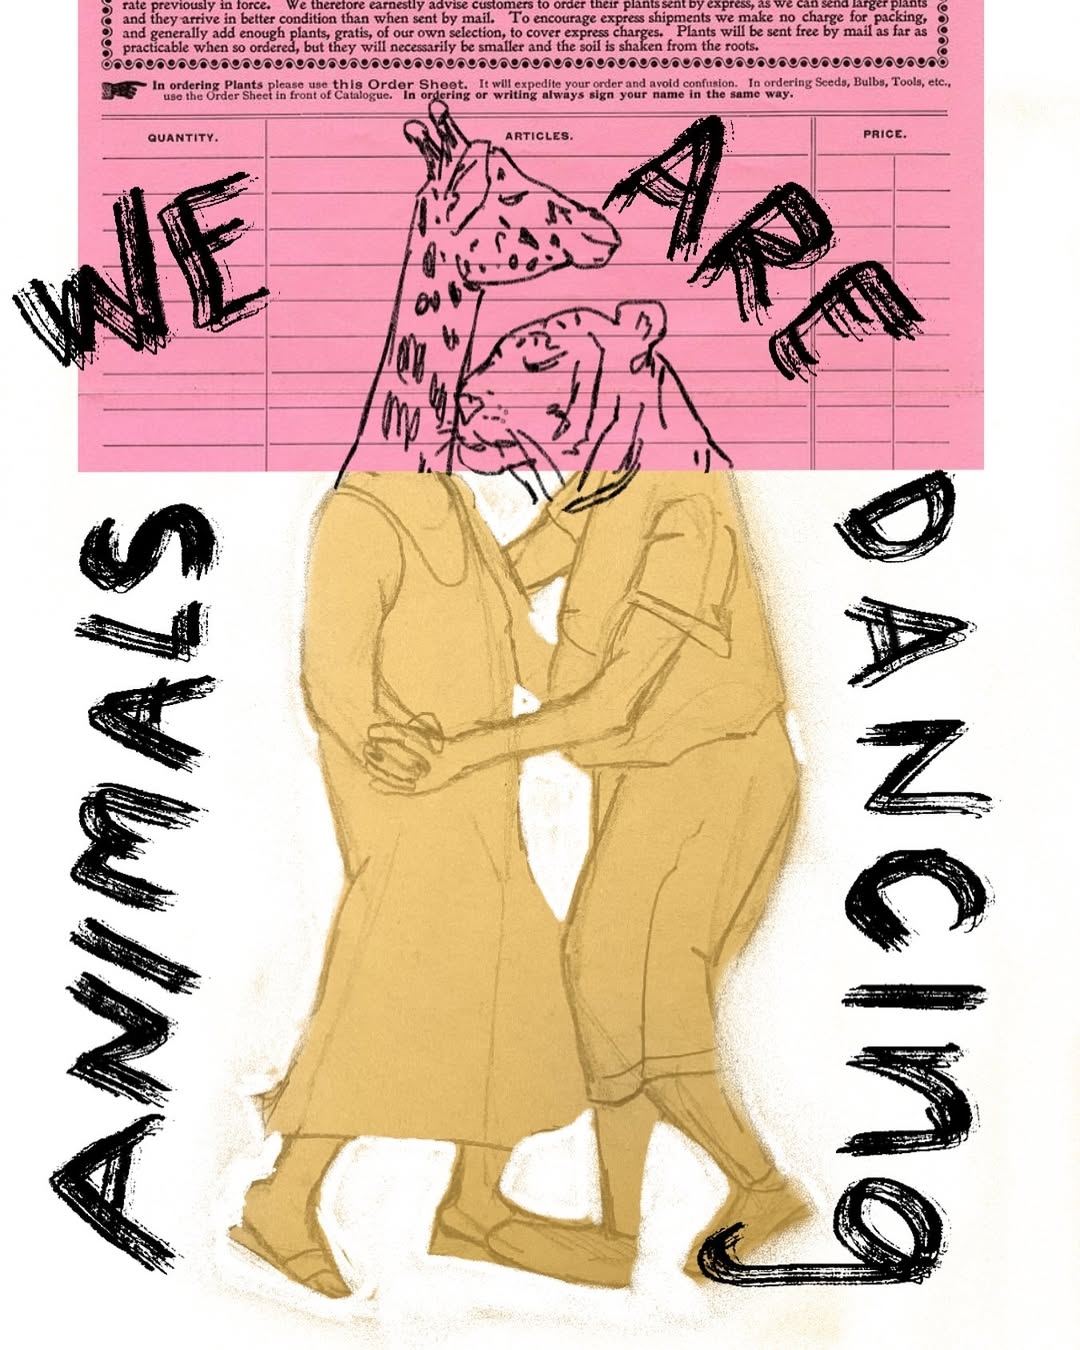 rate previously in force. We therefore earnestly advise customers to order their plants sent by express, as we can send larger plants
and they arrive in better condition than when sent by mail. To encourage express shipments we make no charge for packing,
and generally add enough plants, gratis, of our own selection, to cover express charges. Plants will be sent free by mail as far as
practicable when so ordered, but they will necessarily be smaller and the soil is shaken from the roots.
In ordering Plants please use this Order Sheet. It will expedite your order and avoid confusion. In ordering Seeds, Bulbs, Tools, etc.,
use the Order Sheet in front of Catalogue. In ordering or writing always sign your name in the same way.
QUANTITY. ARTICLES. PRICE.
WE ARE
ANIMALS
DANCING